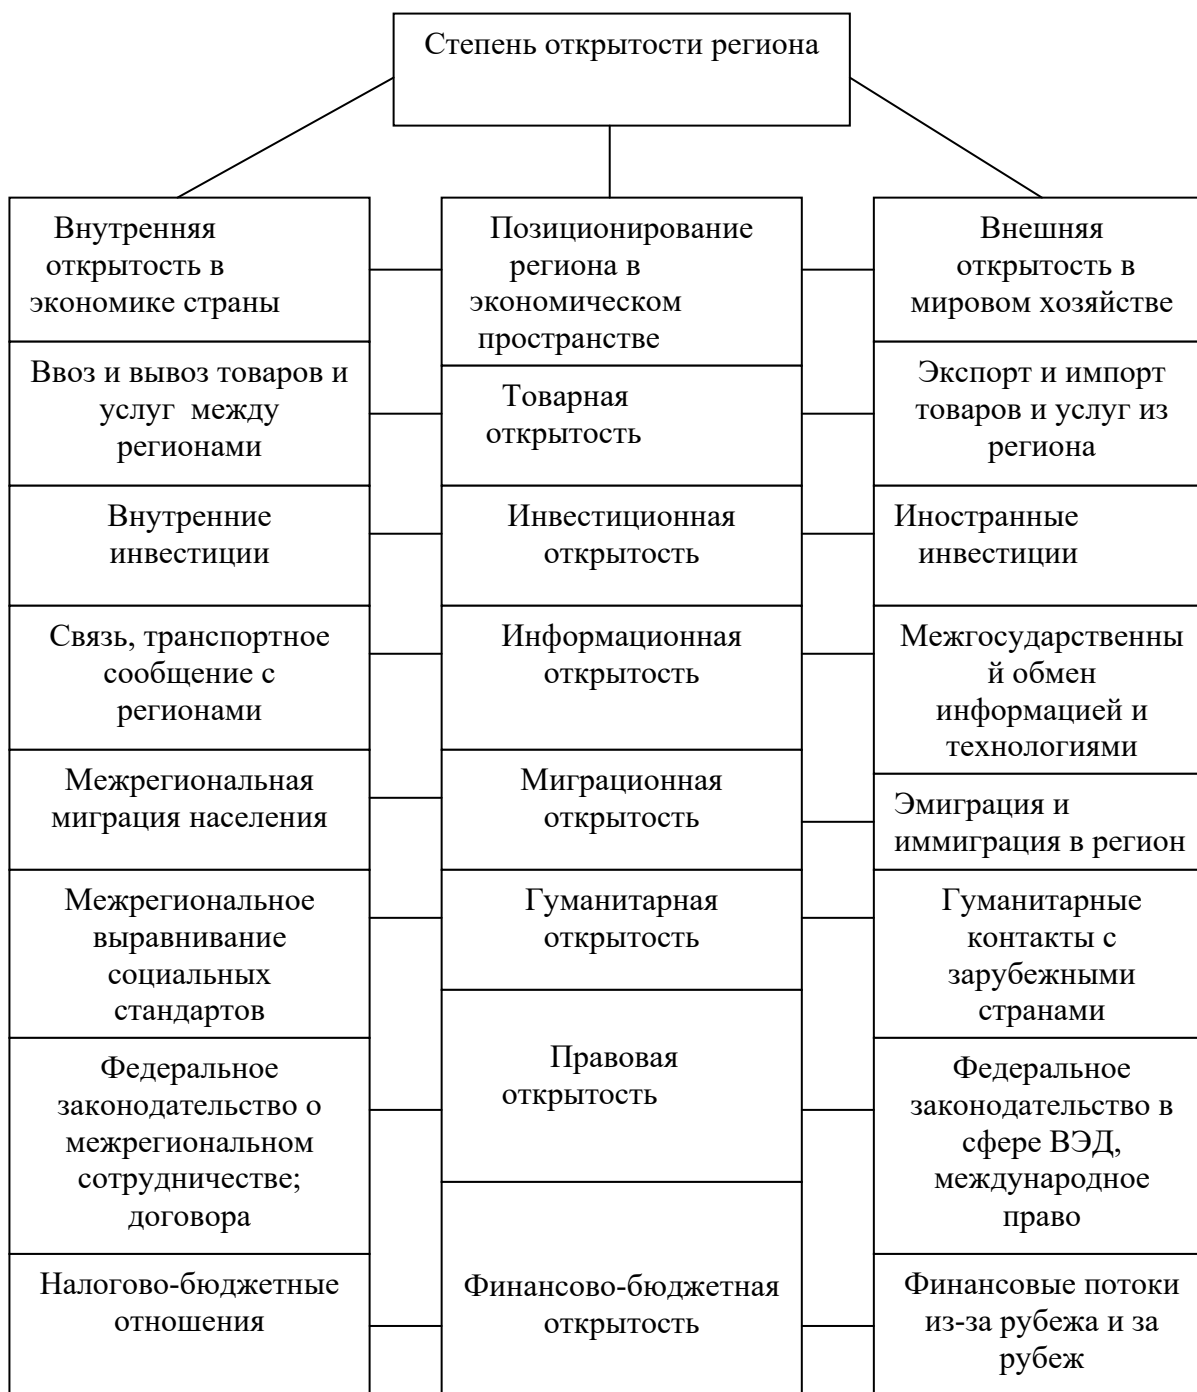 Степень открытости региона
Внутренняя
открытость в
экономике страны
Позиционирование
региона в
экономическом
пространстве
Внешняя
открытость в
мировом хозяйстве
Ввоз и вывоз товаров и
услуг между
регионами
Товарная
открытость
Экспорт и импорт
товаров и услуг из
региона
Внутренние
инвестиции
Инвестиционная
открытость
Иностранные
инвестиции
Связь, транспортное
сообщение с
регионами
Информационная
открытость
Межгосударственны
й обмен
информацией и
технологиями
Межрегиональная
миграция населения
Миграционная
открытость
Эмиграция и
иммиграция в регион
Межрегиональное
выравнивание
социальных
стандартов
Гуманитарная
открытость
Гуманитарные
контакты с
зарубежными
странами
Федеральное
законодательство о
межрегиональном
сотрудничестве;
договора
Правовая
открытость
Федеральное
законодательство в
сфере ВЭД,
международное
право
Налогово-бюджетные
отношения
Финансово-бюджетная
открытость
Финансовые потоки
из-за рубежа и за
рубеж